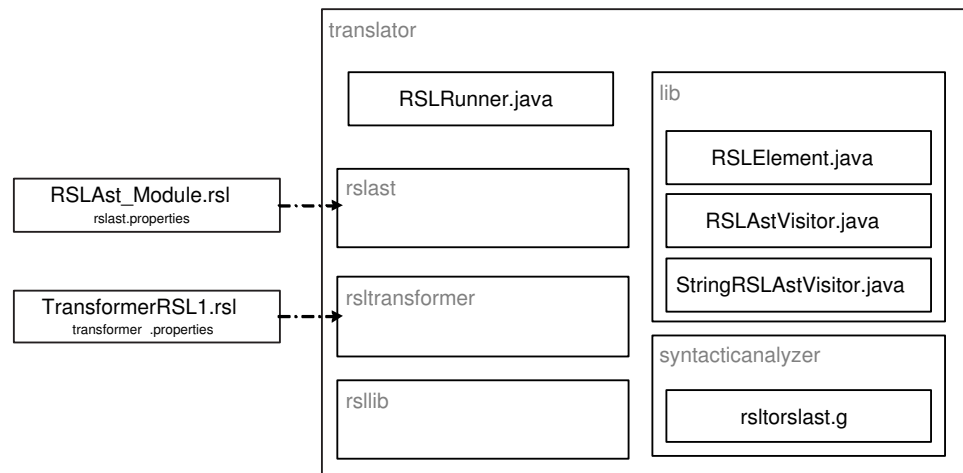 translator
RSLRunner.java
lib
RSLElement.java
RSLAst_Module.rsl
rslast.properties
rslast
RSLAstVisitor.java
TransformerRSL1.rsl
transformer .properties
rsltransformer
StringRSLAstVisitor.java
syntacticanalyzer
rsllib
rsltorslast.g